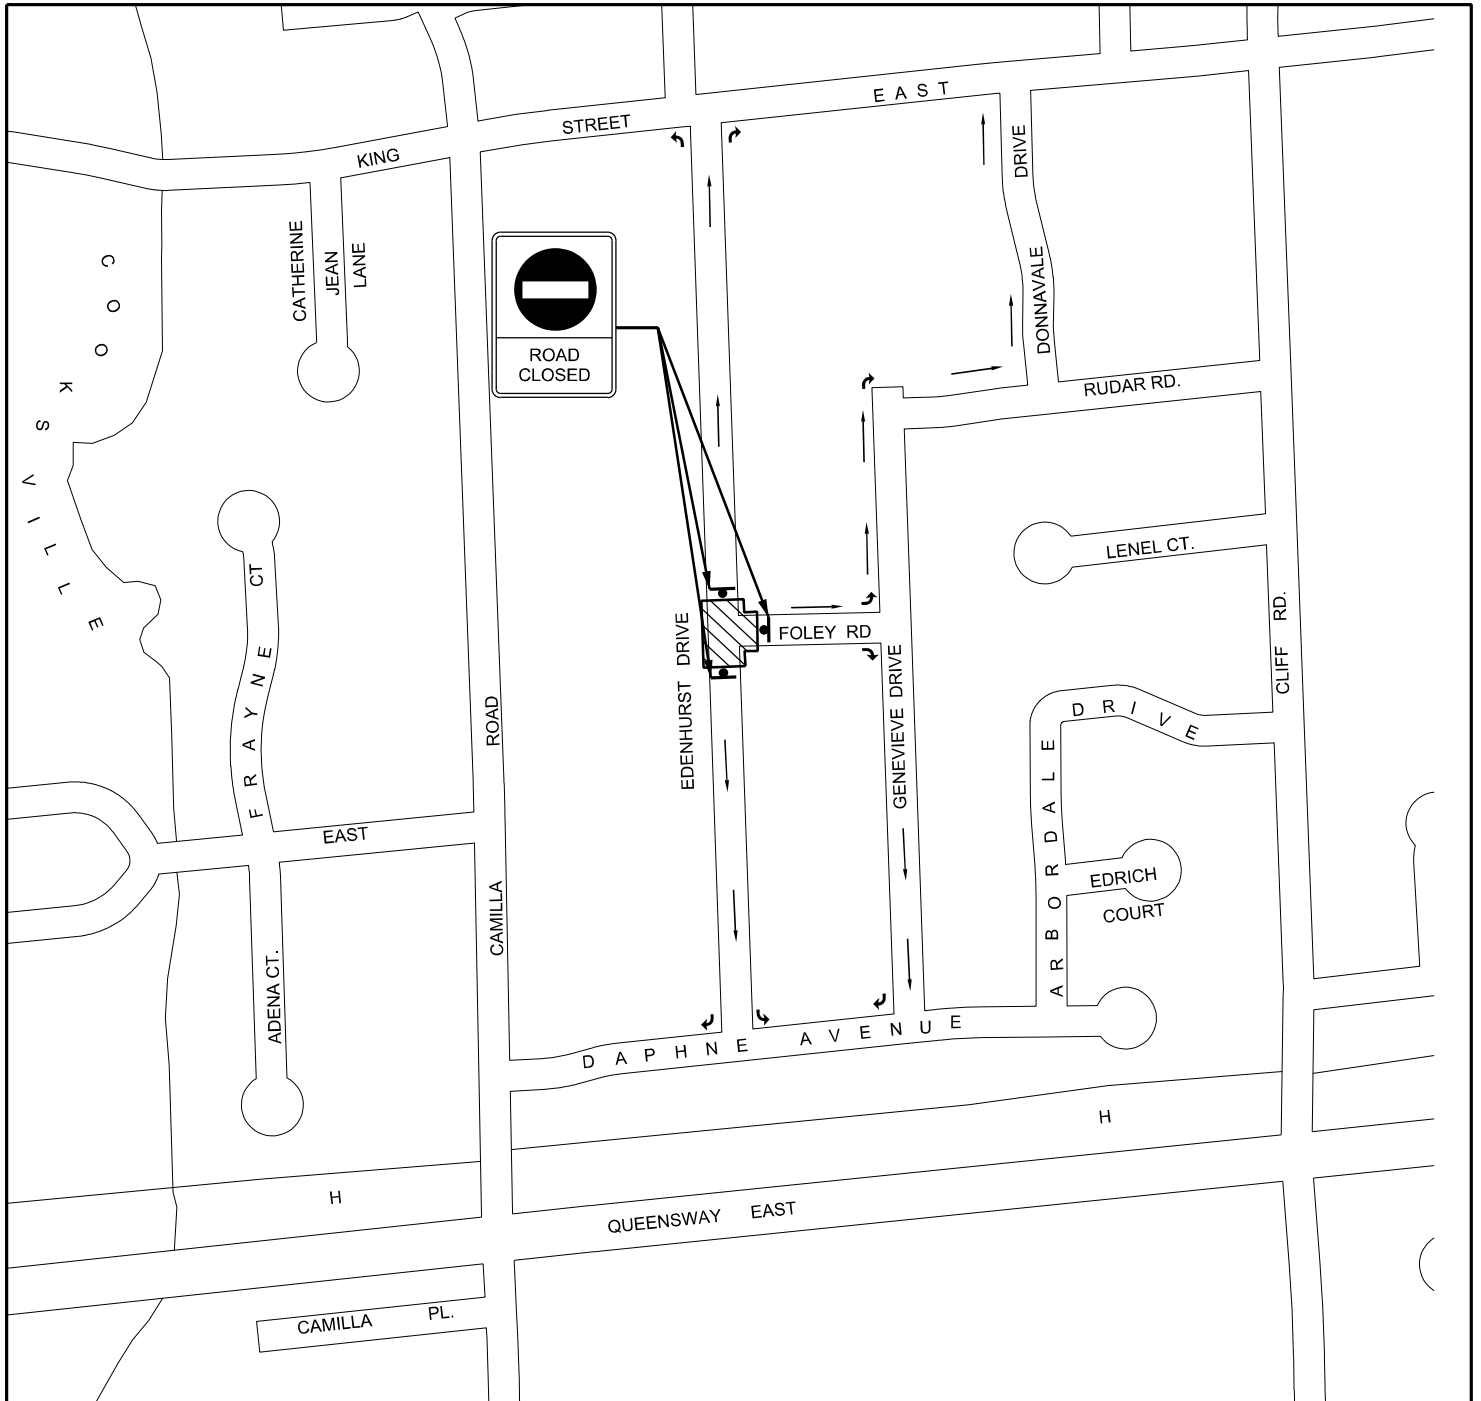 EAST
STREET
KING
DRIVE
CATHERINE
JEAN
LANE
COOKSVILLE
DONNAVALE
ROAD
CLOSED
RUDAR RD.
LENEL CT.
FRAYNE CT
CLIFF RD.
FOLEY RD
EDENHURST DRIVE
GENEVIEVE DRIVE
ROAD
CAMILLA
ARBORDALE DRIVE
EAST
EDRICH
COURT
ADENA CT.
DAPHNE AVENUE
H
H
QUEENSWAY EAST
CAMILLA PL.